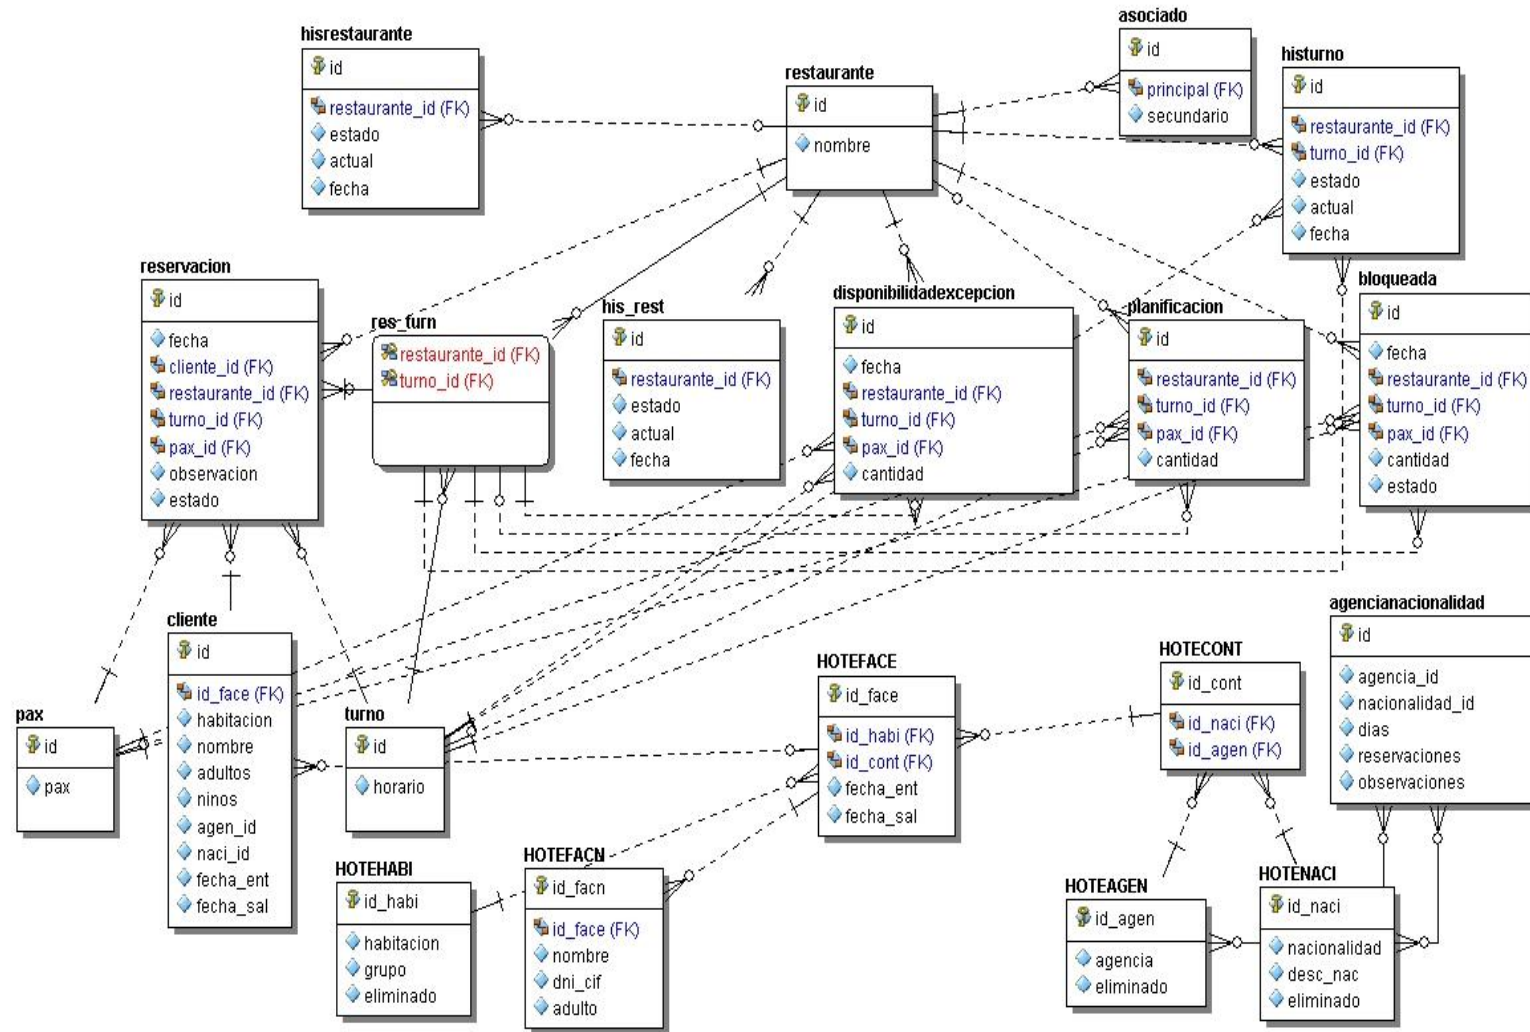 hisrestaurante
id
restaurante_id (FK)
estado
actual
fecha
restaurante
id
nombre
asociado
id
principal (FK)
secundario
histurno
id
restaurante_id (FK)
turno_id (FK)
estado
actual
fecha
reservacion
id
fecha
cliente_id (FK)
restaurante_id (FK)
turno_id (FK)
pax_id (FK)
observacion
estado
res_turn
restaurante_id (FK)
turno_id (FK)
his_rest
id
restaurante_id (FK)
estado
actual
fecha
disponibilidadexcepcion
id
fecha
restaurante_id (FK)
turno_id (FK)
pax_id (FK)
cantidad
planificacion
id
restaurante_id (FK)
turno_id (FK)
pax_id (FK)
cantidad
bloqueada
id
fecha
restaurante_id (FK)
turno_id (FK)
pax_id (FK)
cantidad
estado
pax
id
pax
cliente
id
id_face (FK)
habitacion
nombre
adultos
ninos
agen_id
naci_id
fecha_ent
fecha_sal
turno
id
horario
HOTEFACE
id_face
id_habi (FK)
id_cont (FK)
fecha_ent
fecha_sal
HOTECONT
id_cont
id_naci (FK)
id_agen (FK)
agencianacionalidad
id
agencia_id
nacionalidad_id
dias
reservaciones
observaciones
HOTEHABI
id_habi
habitacion
grupo
eliminado
HOTEFACN
id_facn
id_face (FK)
nombre
dni_cif
adulto
HOTEAGEN
id_agen
agencia
eliminado
HOTENACI
id_naci
nacionalidad
desc_nac
eliminado